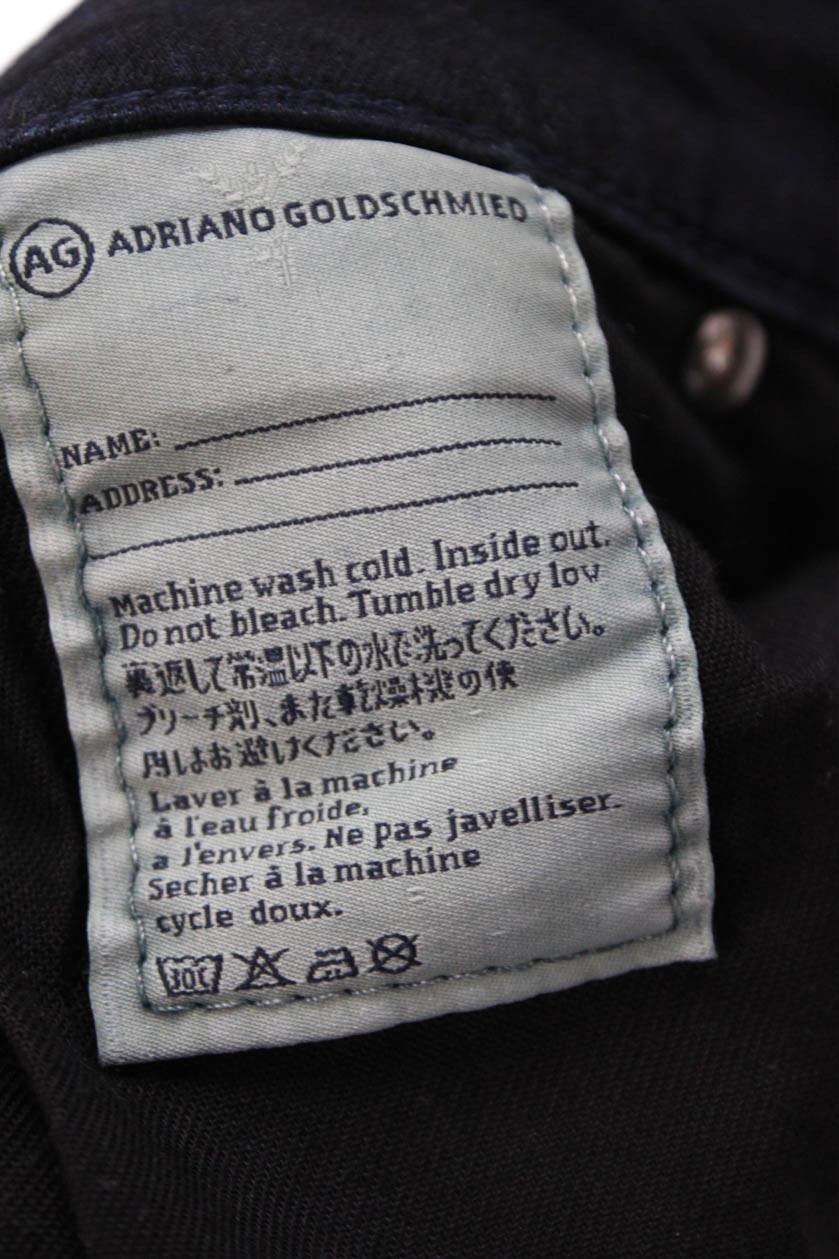 AG ADRIANO GOLDSCHMIED
NAME:
ADDRESS:
Machine wash cold. Inside out.
Do not bleach. Tumble dry low
裏返して常温以下の水で洗ってください。
ブリーチ剤、また乾燥機の使
用はお避けください。
Laver à la machine
à l'eau froide,
a l'envers. Ne pas javelliser.
Secher à la machine
cycle doux.
30C